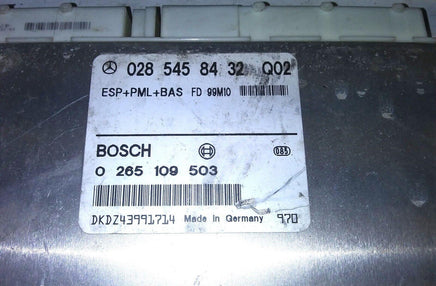 028 545 84 32 Q02
ESP+PML+BAS FD 99M10
BOSCH
085
0 265 109 503
DKDZ43991714 Made in Germany 970